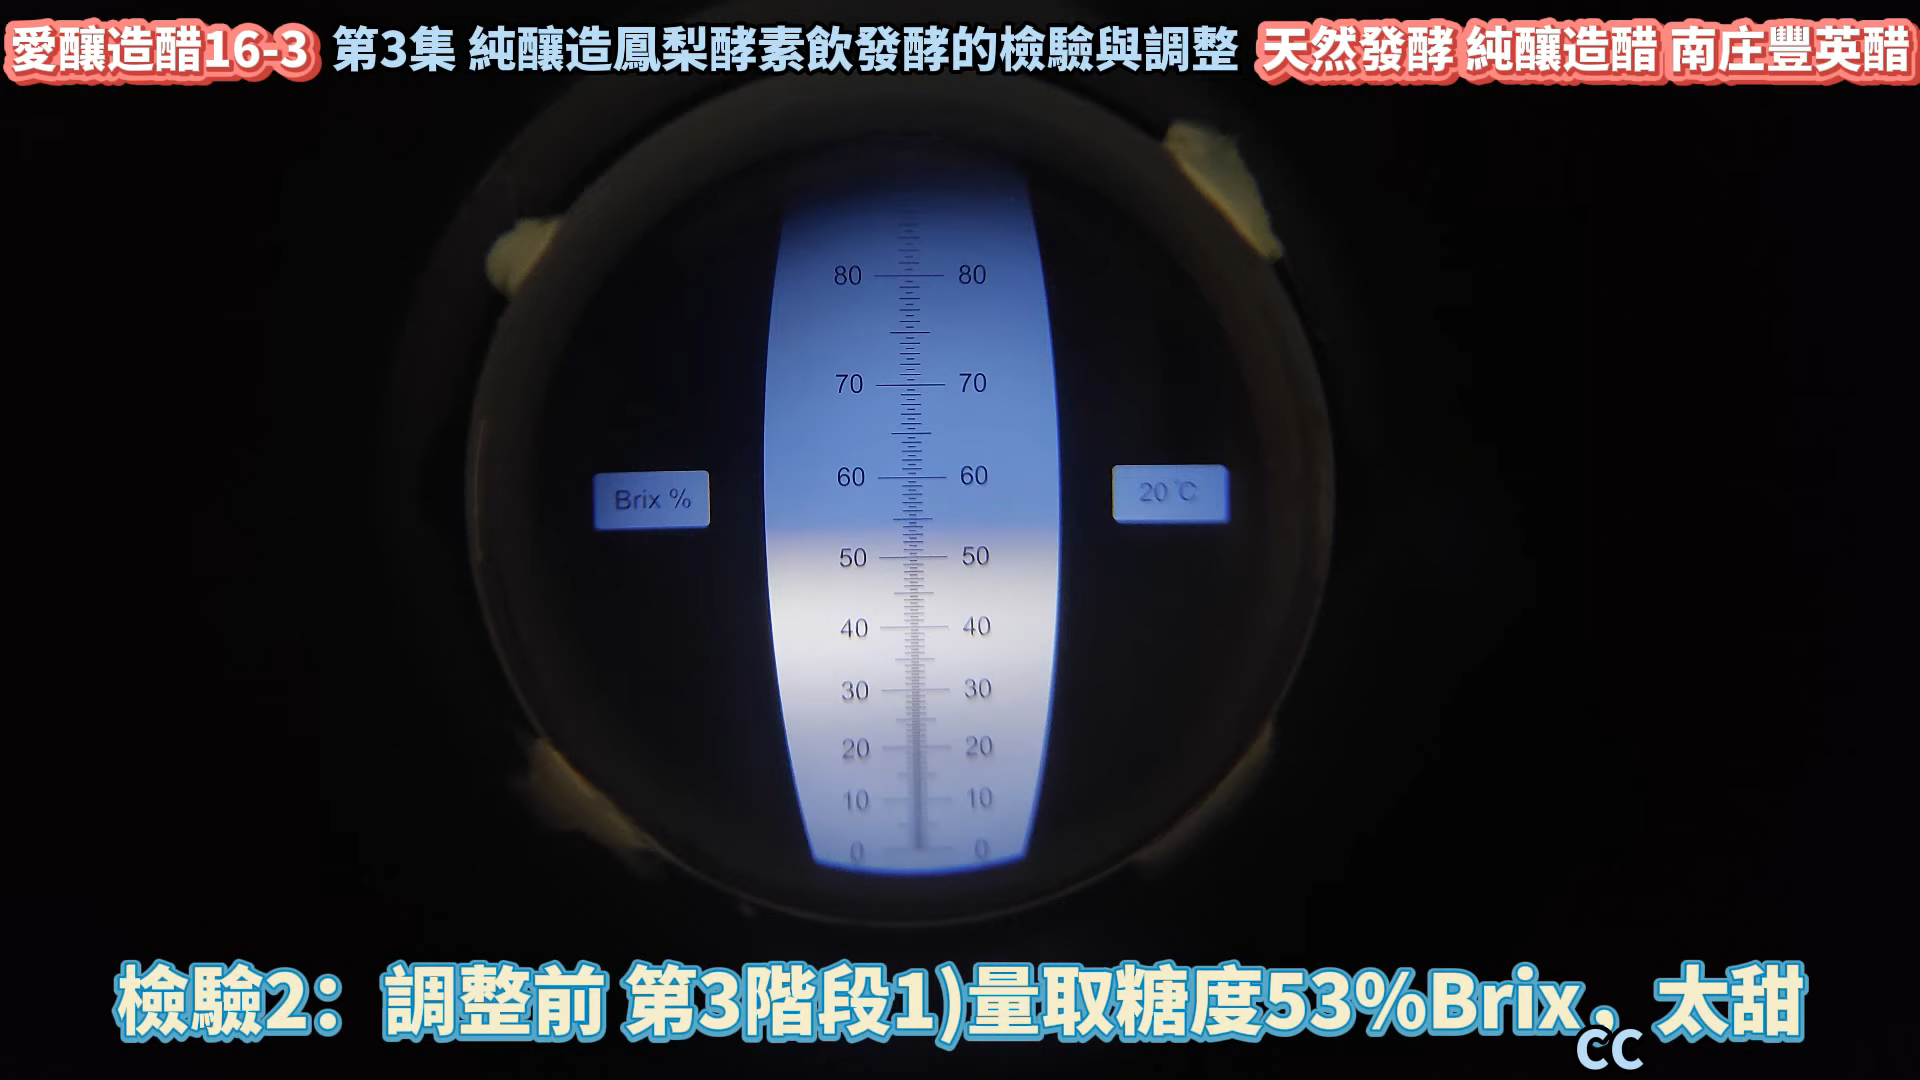 愛釀造醋16-3 第3集 純釀造鳳梨酵素飲發酵的檢驗與調整 天然發酵 純釀造醋 南庄豐英醋
80 80
70 70
60 60
Brix % 20°C
50 50
40 40
30 30
20 20
10 10
0 0
檢驗2：調整前 第3階段1)量取糖度53%Brix，太甜
CC